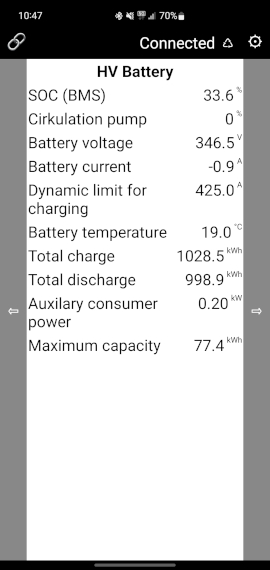 10:47
70%
Connected
HV Battery
SOC (BMS) 33.6 %
Cirkulation pump 0 %
Battery voltage 346.5 V
Battery current -0.9 A
Dynamic limit for 425.0 A
charging
Battery temperature 19.0 °C
Total charge 1028.5 kWh
Total discharge 998.9 kWh
Auxilary consumer 0.20 kW
power
Maximum capacity 77.4 kWh